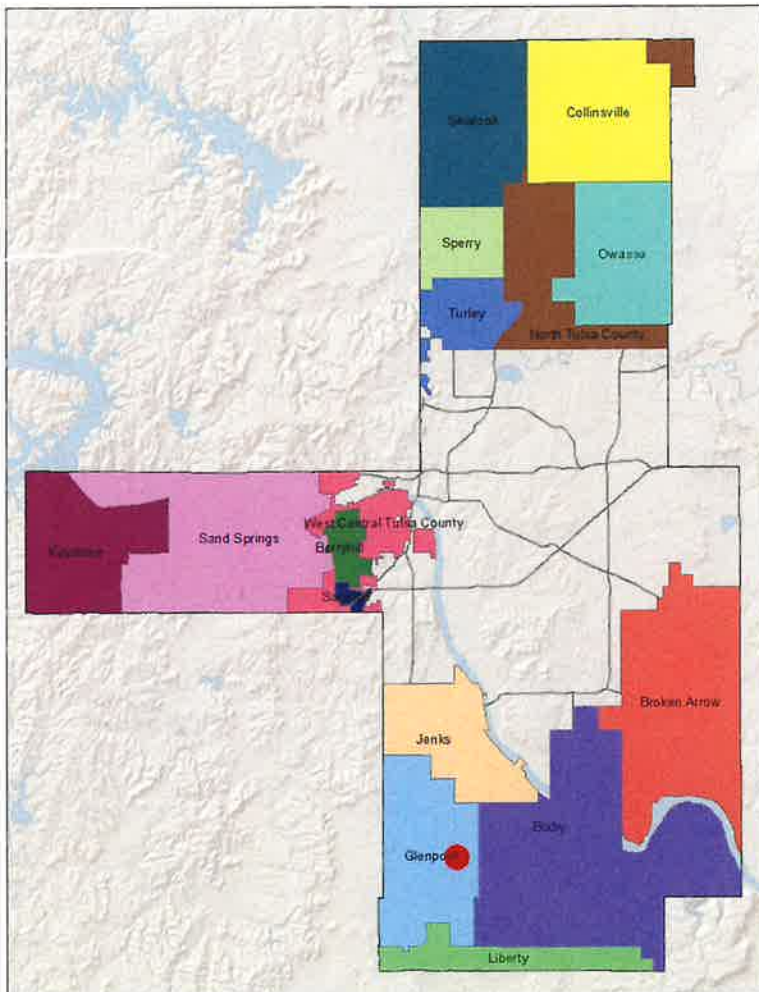 Collinsville
Skiatook
Sperry
Owasso
Turley
North Tulsa County
West Central Tulsa County
Sand Springs
Berryhill
Keystone
Broken Arrow
Jenks
Bixby
Glenpool
Liberty